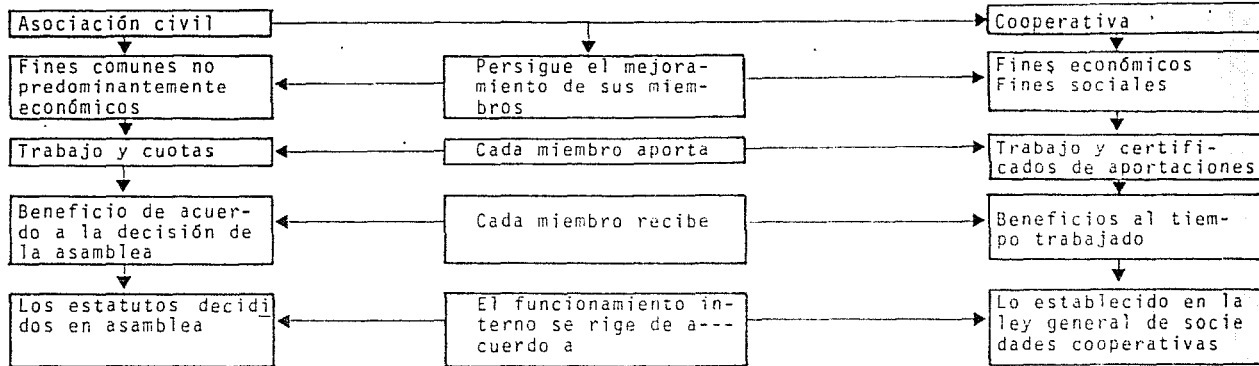 Asociación civil
Cooperativa
Fines comunes no
predominantemente
económicos
Persigue el mejora-
miento de sus miem-
bros
Fines económicos
Fines sociales
Trabajo y cuotas
Cada miembro aporta
Trabajo y certifi-
cados de aportaciones
Beneficio de acuer-
do a la decisión de
la asamblea
Cada miembro recibe
Beneficios al tiem-
po trabajado
Los estatutos decidi
dos en asamblea
El funcionamiento in-
terno se rige de a---
cuerdo a
Lo establecido en la
ley general de socie
dades cooperativas